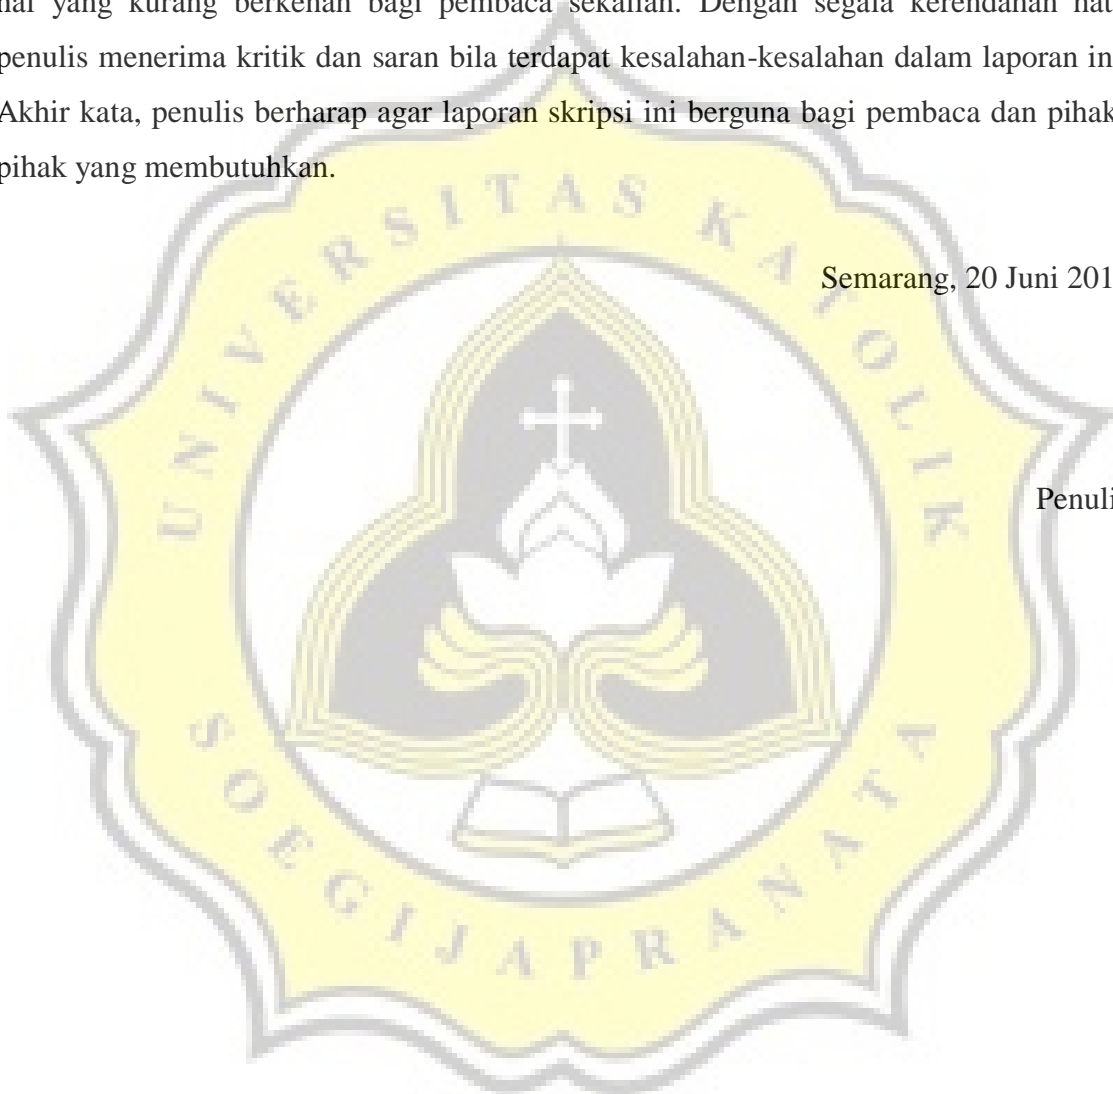 hal yang kurang berkenan bagi pembaca sekalian. Dengan segala kerendahan hat
penulis menerima kritik dan saran bila terdapat kesalahan-kesalahan dalam laporan in
Akhir kata, penulis berharap agar laporan skripsi ini berguna bagi pembaca dan pihak
pihak yang membutuhkan.
UNIVERSITAS KATOLIK
Semarang, 20 Juni 201
Penuli
SOEGIJAPRANATA